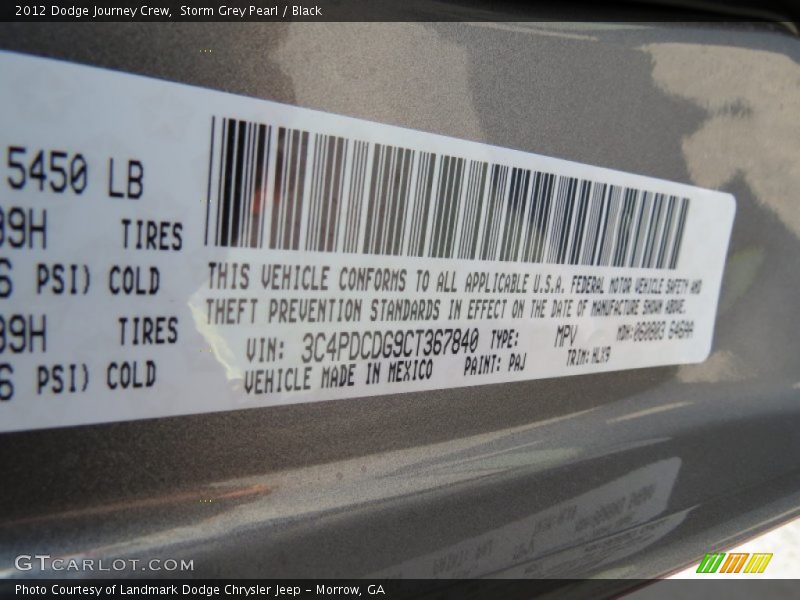 2012 Dodge Journey Crew,  Storm Grey Pearl / Black
5450 LB
99H TIRES
6 PSI) COLD
99H TIRES
6 PSI) COLD
THIS VEHICLE CONFORMS TO ALL APPLICABLE U.S.A. FEDERAL MOTOR VEHICLE SAFETY AND
THEFT PREVENTION STANDARDS IN EFFECT ON THE DATE OF MANUFACTURE SHOWN ABOVE.
VIN: 3C4PDCDG9CT367840 TYPE: MPV MDH:060803 646AA
VEHICLE MADE IN MEXICO PAINT: PAJ TRIM:HLX9
GTCARLOT.COM
Photo Courtesy of Landmark Dodge Chrysler Jeep – Morrow, GA